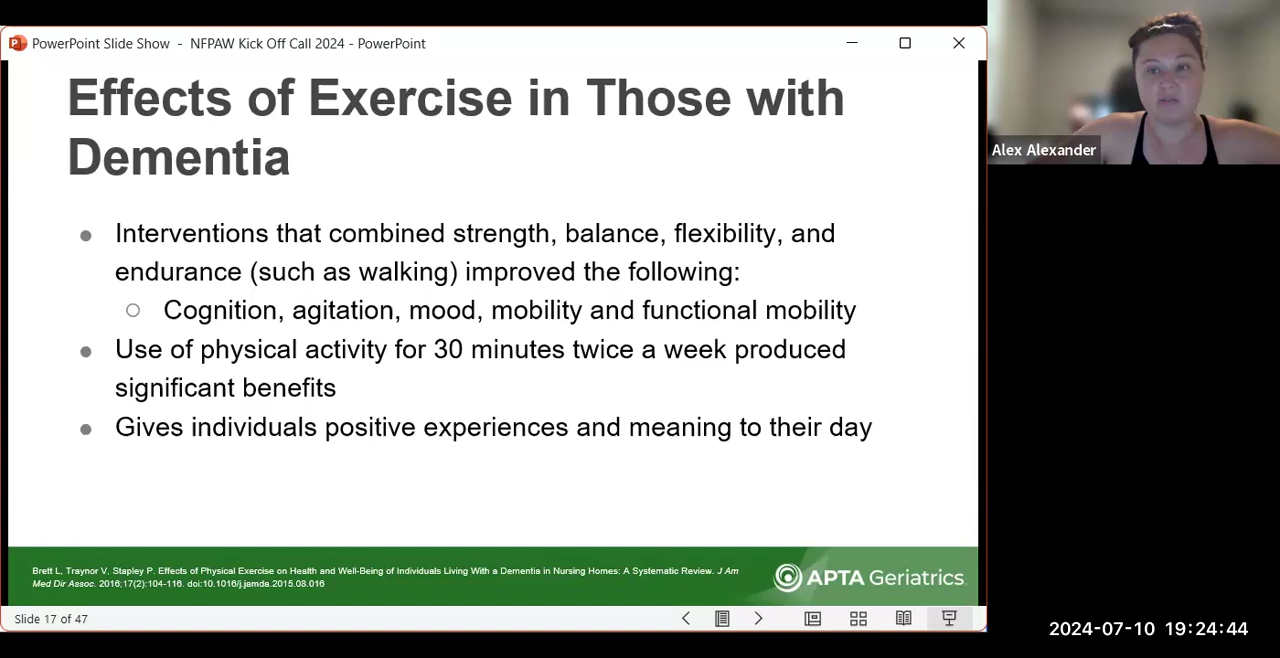 PowerPoint Slide Show - NFPAW Kick Off Call 2024 - PowerPoint
Effects of Exercise in Those with
Dementia
Interventions that combined strength, balance, flexibility, and
endurance (such as walking) improved the following:
Cognition, agitation, mood, mobility and functional mobility
Use of physical activity for 30 minutes twice a week produced
significant benefits
Gives individuals positive experiences and meaning to their day
Brett L, Traynor V, Stapley P. Effects of Physical Exercise on Health and Well-Being of Individuals Living With a Dementia in Nursing Homes: A Systematic Review. J Am
Med Dir Assoc. 2016;17(2):104-116. doi:10.1016/j.jamda.2015.08.016
APTA Geriatrics
Slide 17 of 47
Alex Alexander
2024-07-10 19:24:44